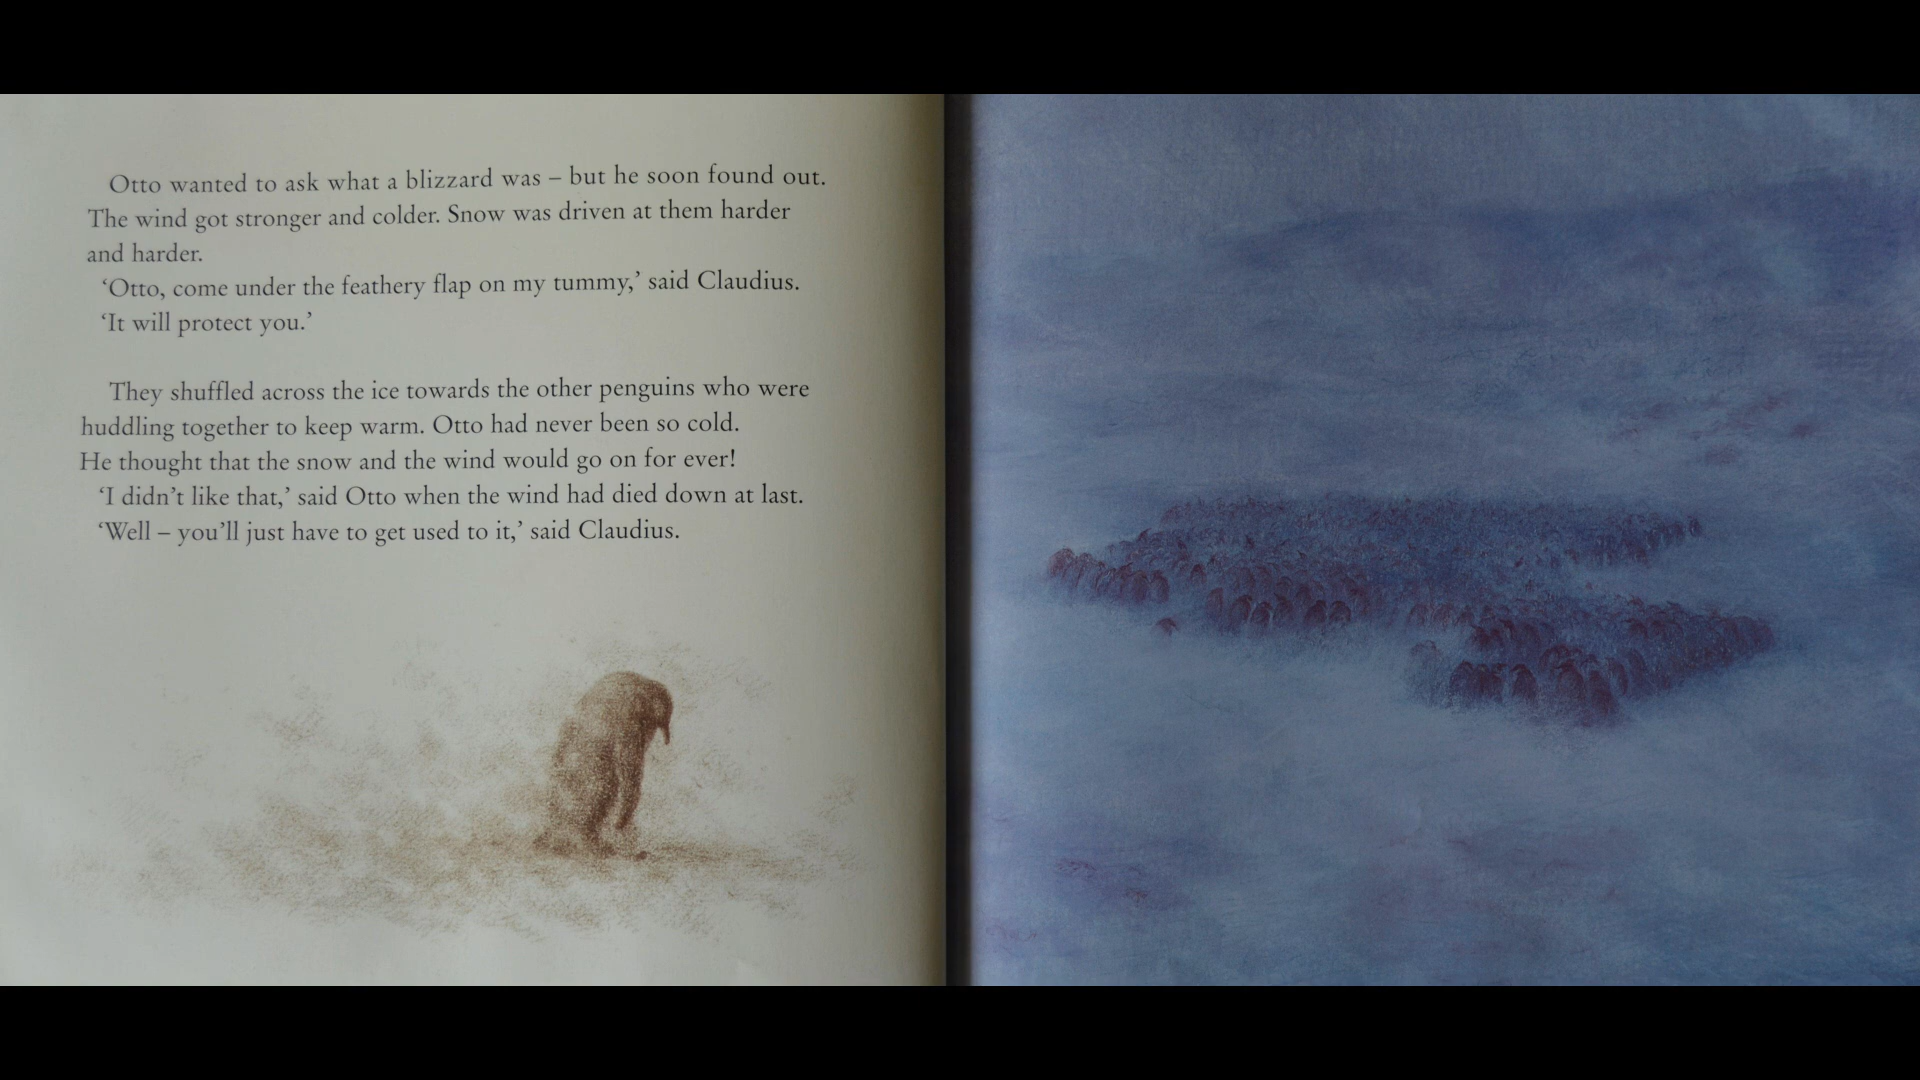 Otto wanted to ask what a blizzard was – but he soon found out.
The wind got stronger and colder. Snow was driven at them harder
and harder.
‘Otto, come under the feathery flap on my tummy,’ said Claudius.
‘It will protect you.’
They shuffled across the ice towards the other penguins who were
huddling together to keep warm. Otto had never been so cold.
He thought that the snow and the wind would go on for ever!
‘I didn’t like that,’ said Otto when the wind had died down at last.
‘Well – you’ll just have to get used to it,’ said Claudius.